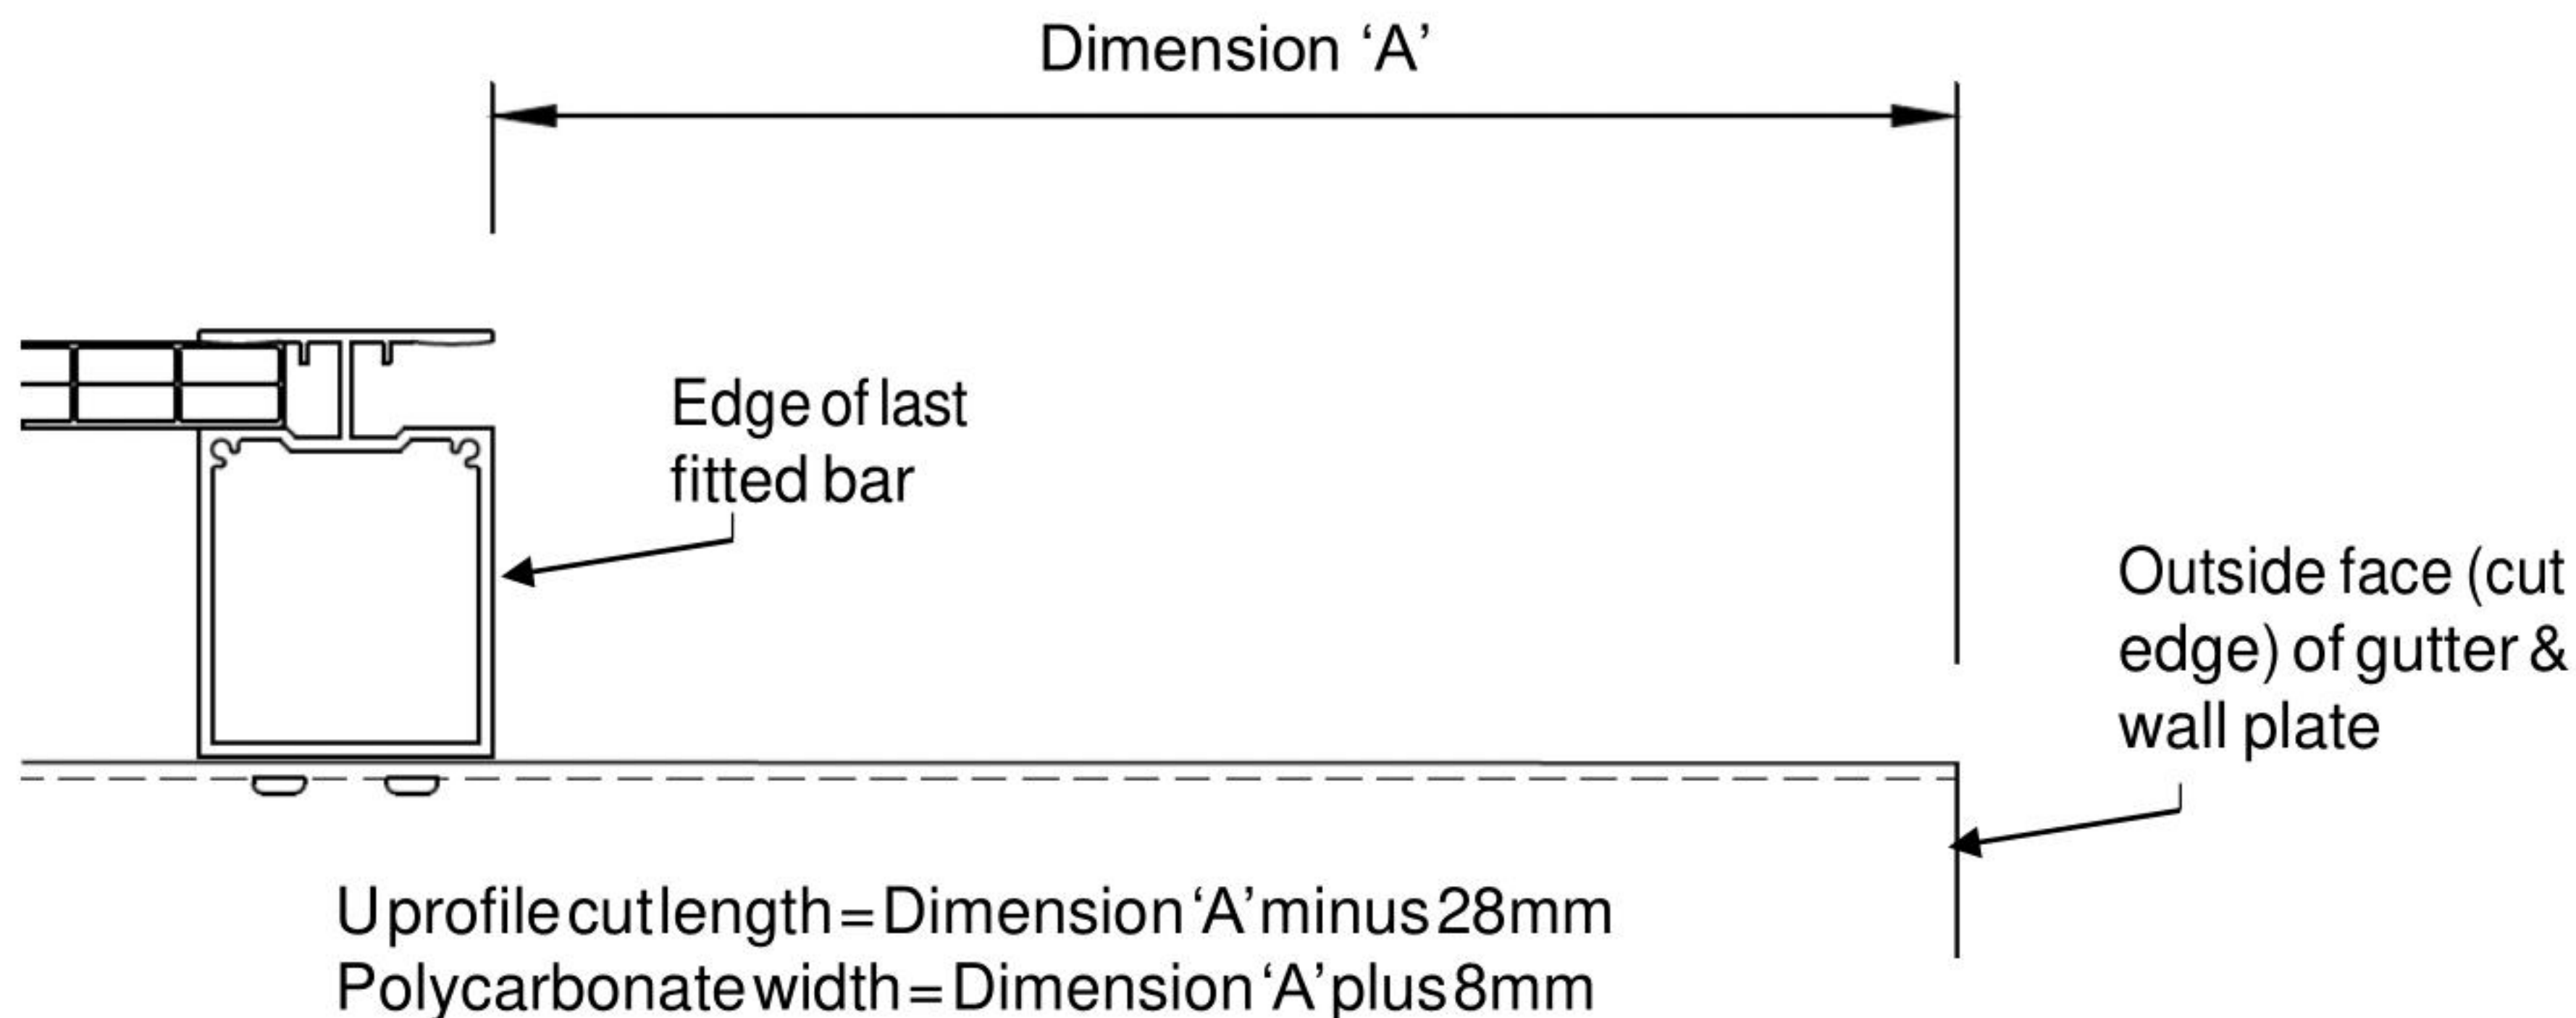 Dimension ‘A’
Edge of last
fitted bar
Outside face (cut
edge) of gutter &
wall plate
U profile cut length = Dimension ‘A’ minus 28mm
Polycarbonate width = Dimension ‘A’ plus 8mm